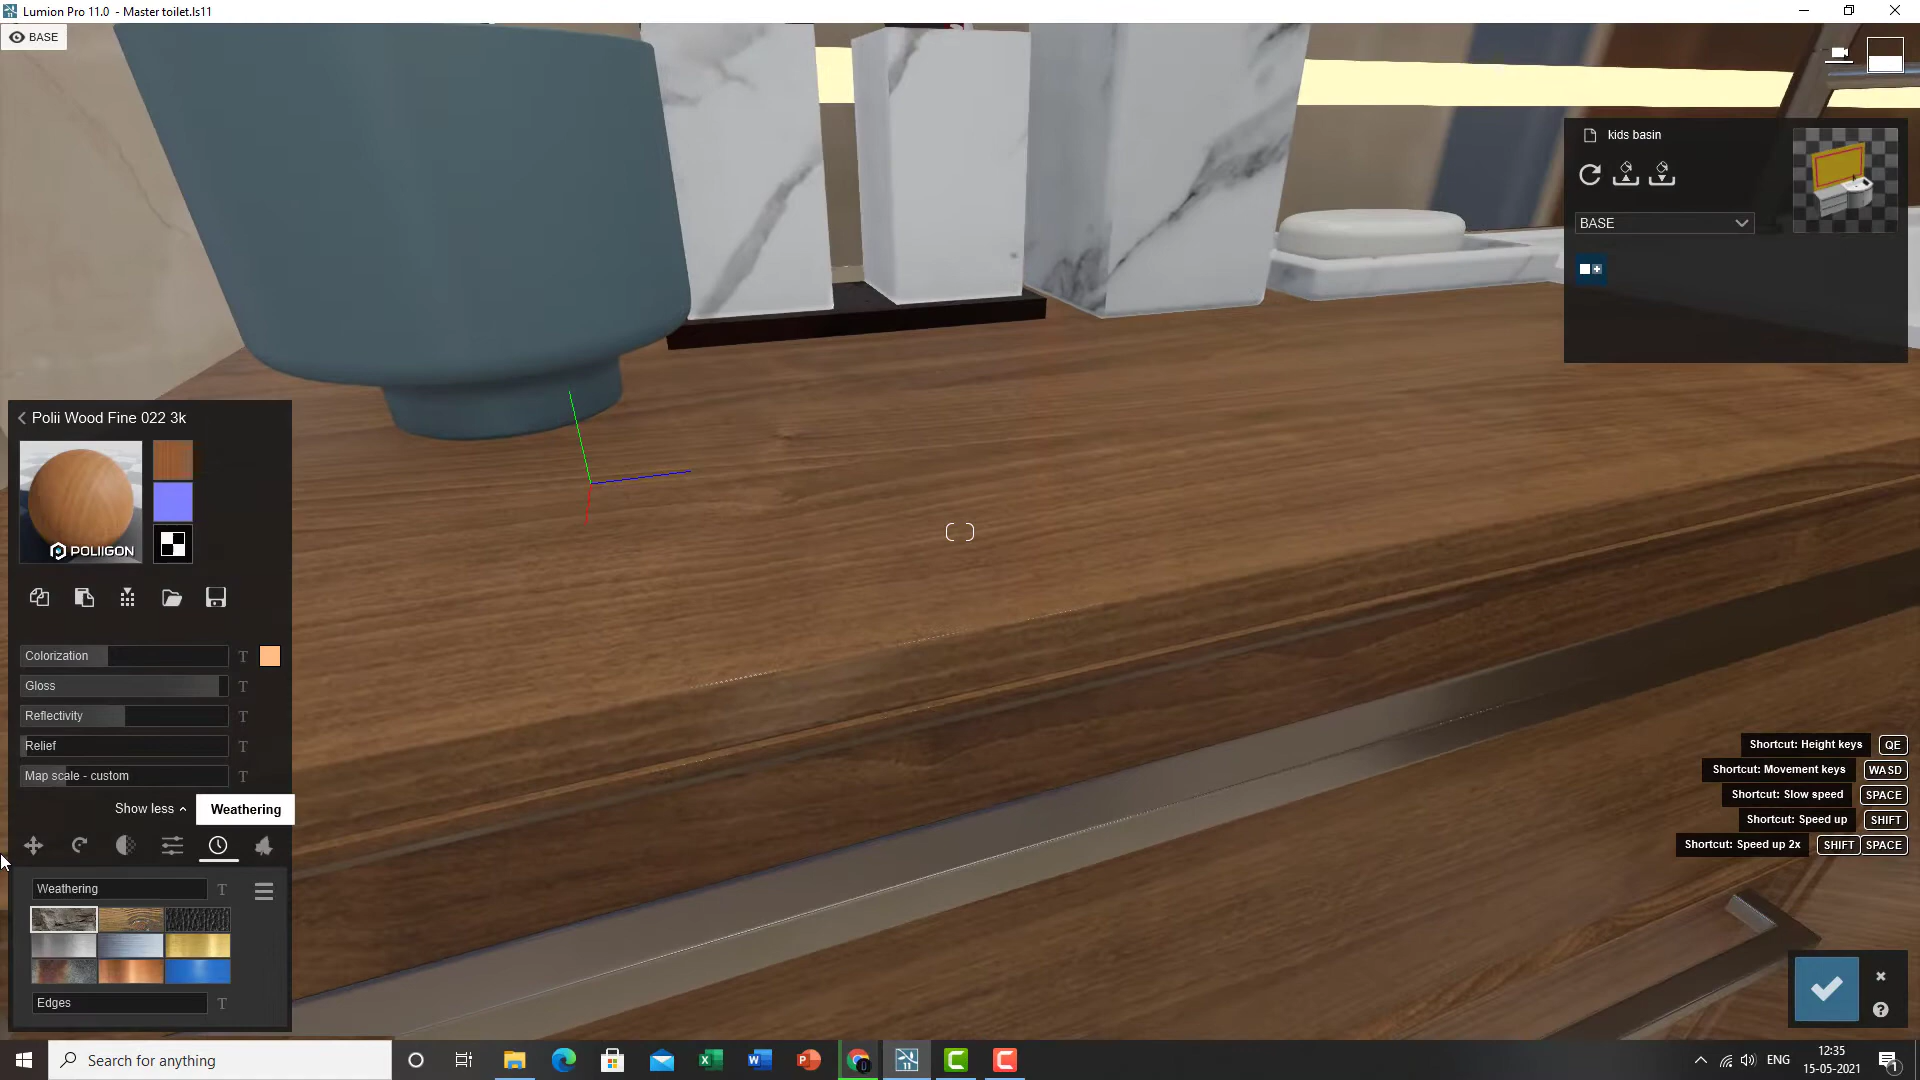 Lumion Pro 11.0 - Master toilet.ls11
BASE
kids basin
BASE
Polii Wood Fine 022 3k
POLIIGON
Colorization T
Gloss T
Reflectivity T
Relief T
Map scale - custom T
Show less
Weathering
Weathering T
Edges T
Shortcut: Height keys QE
Shortcut: Movement keys WASD
Shortcut: Slow speed SPACE
Shortcut: Speed up SHIFT
Shortcut: Speed up 2x SHIFT SPACE
Search for anything
ENG
12:35
15-05-2021